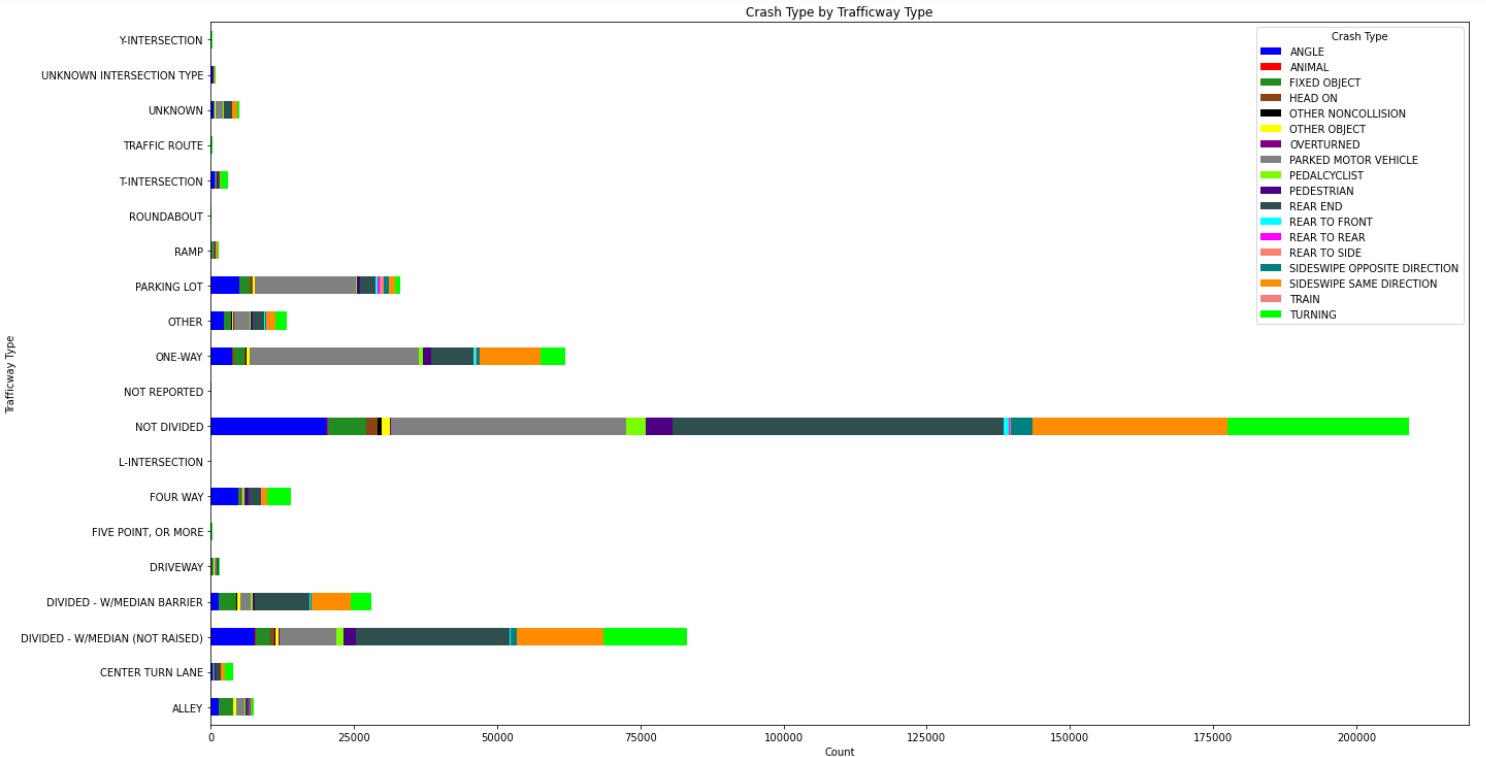 Crash Type by Trafficway Type
Trafficway Type
Y-INTERSECTION
UNKNOWN INTERSECTION TYPE
UNKNOWN
TRAFFIC ROUTE
T-INTERSECTION
ROUNDABOUT
RAMP
PARKING LOT
OTHER
ONE-WAY
NOT REPORTED
NOT DIVIDED
L-INTERSECTION
FOUR WAY
FIVE POINT, OR MORE
DRIVEWAY
DIVIDED - W/MEDIAN BARRIER
DIVIDED - W/MEDIAN (NOT RAISED)
CENTER TURN LANE
ALLEY
Crash Type
ANGLE
ANIMAL
FIXED OBJECT
HEAD ON
OTHER NONCOLLISION
OTHER OBJECT
OVERTURNED
PARKED MOTOR VEHICLE
PEDALCYCLIST
PEDESTRIAN
REAR END
REAR TO FRONT
REAR TO REAR
REAR TO SIDE
SIDESWIPE OPPOSITE DIRECTION
SIDESWIPE SAME DIRECTION
TRAIN
TURNING
0 25000 50000 75000 100000 125000 150000 175000 200000
Count